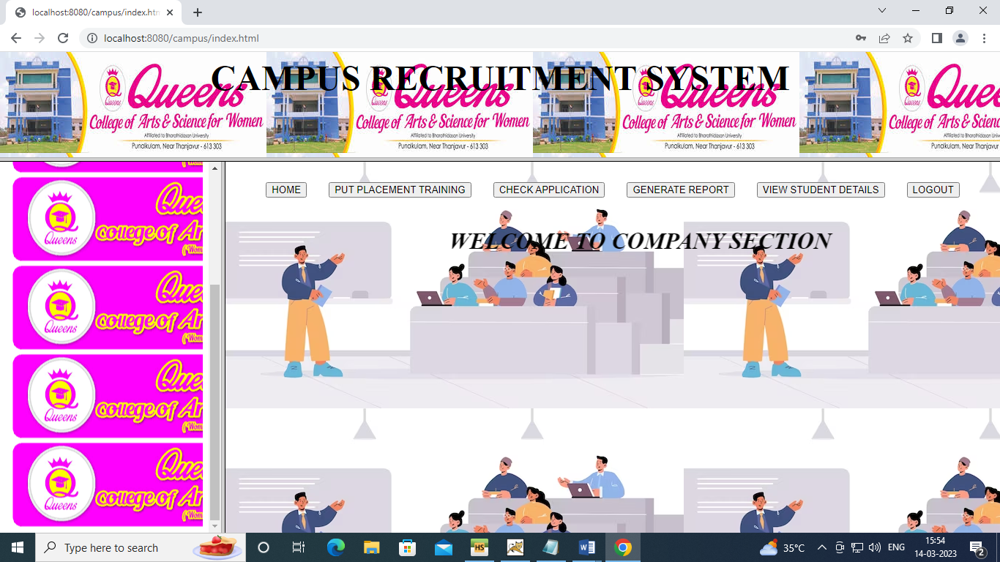 localhost:8080/campus/index.htm
localhost:8080/campus/index.html
CAMPUS RECRUITMENT SYSTEM
Queens
College of Arts & Science for Women
Affiliated to Bharathidasan University
Punalkulam, Near Thanjavur - 613 303
Queens
College of Arts & Science for Women
Affiliated to Bharathidasan University
Punalkulam, Near Thanjavur - 613 303
Queens
College of Arts & Science for Women
Affiliated to Bharathidasan University
Punalkulam, Near Thanjavur - 613 303
Queens
College of Arts & Science for
Affiliated to Bharathidasan University
Punalkulam, Near Thanjavur
HOME
PUT PLACEMENT TRAINING
CHECK APPLICATION
GENERATE REPORT
VIEW STUDENT DETAILS
LOGOUT
WELCOME TO COMPANY SECTION
(Wom
Queens
Quee
College of Ar
(Wom
Queens
Quee
College of Ar
(Wom
Queens
Quee
College of Ar
(Wom
Queens
Quee
College of Ar
(Wom
Type here to search
HS
35°C
ENG
15:54
14-03-2023
2